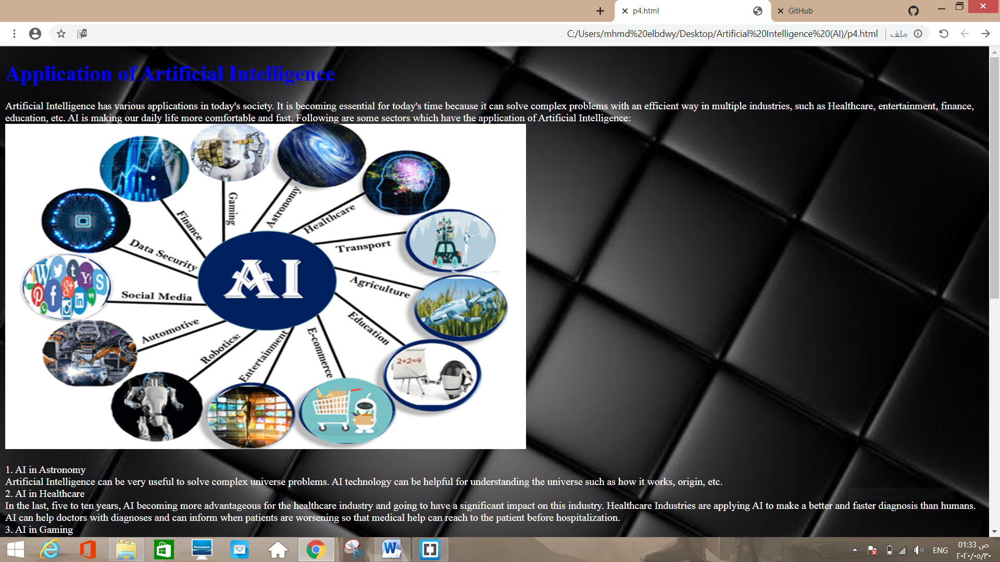 p4.html
GitHub
C:/Users/mhmd%20elbdwy/Desktop/Artificial%20Intelligence%20(AI)/p4.html
ملف
Application of Artificial Intelligence
Artificial Intelligence has various applications in today's society. It is becoming essential for today's time because it can solve complex problems with an efficient way in multiple industries, such as Healthcare, entertainment, finance,
education, etc. AI is making our daily life more comfortable and fast. Following are some sectors which have the application of Artificial Intelligence:
Gaming
Astronomy
Healthcare
Finance
Transport
Data Security
AI
Agriculture
Social Media
Education
Automotive
Robotics:
Entertainment
E-commerce
2+2=4
1. AI in Astronomy
Artificial Intelligence can be very useful to solve complex universe problems. AI technology can be helpful for understanding the universe such as how it works, origin, etc.
2. AI in Healthcare
Full-screen Snip
In the last, five to ten years, AI becoming more advantageous for the healthcare industry and going to have a significant impact on this industry. Healthcare Industries are applying AI to make a better and faster diagnosis than humans.
AI can help doctors with diagnoses and can inform when patients are worsening so that medical help can reach to the patient before hospitalization.
3. AI in Gaming
ENG
01:33 ص
٢٠٢٠/٠٥/٣٠